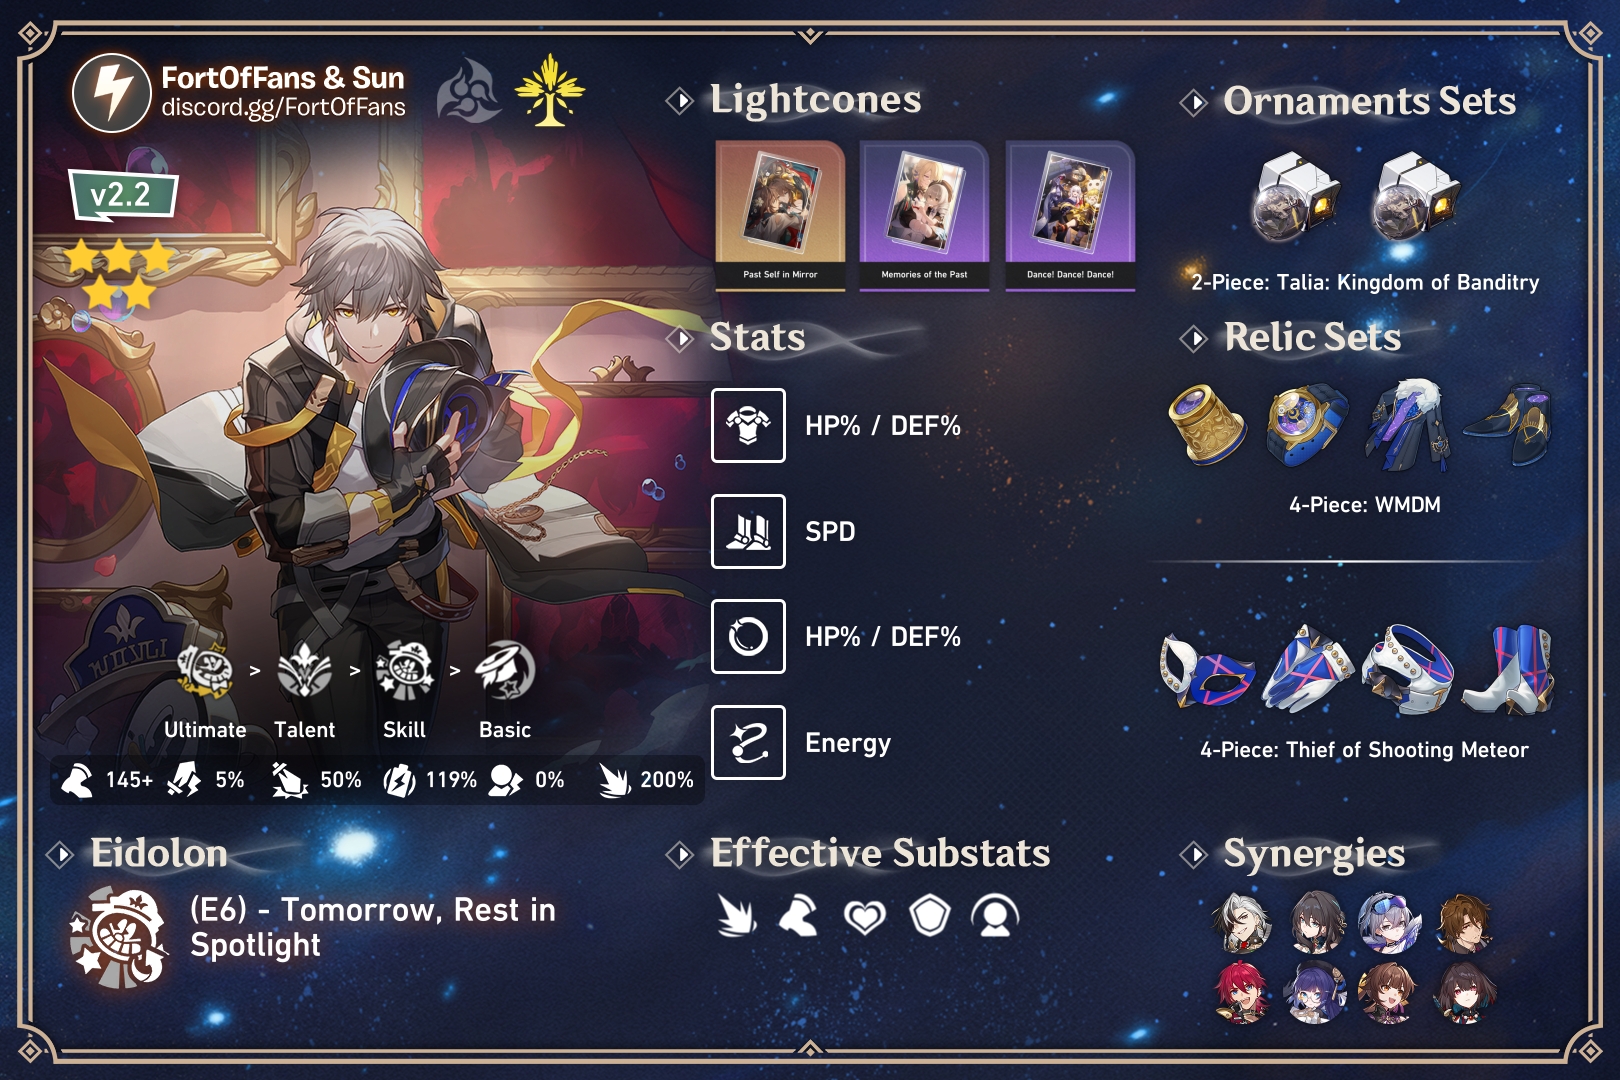 FortOfFans & Sun
discord.gg/FortOfFans
v2.2
Ultimate > Talent > Skill > Basic
145+ 5% 50% 119% 0% 200%
Eidolon
(E6) - Tomorrow, Rest in
Spotlight
Lightcones
Past Self in Mirror
Memories of the Past
Dance! Dance! Dance!
Stats
HP% / DEF%
SPD
HP% / DEF%
Energy
Effective Substats
Ornaments Sets
2-Piece: Talia: Kingdom of Banditry
Relic Sets
4-Piece: WMDM
4-Piece: Thief of Shooting Meteor
Synergies